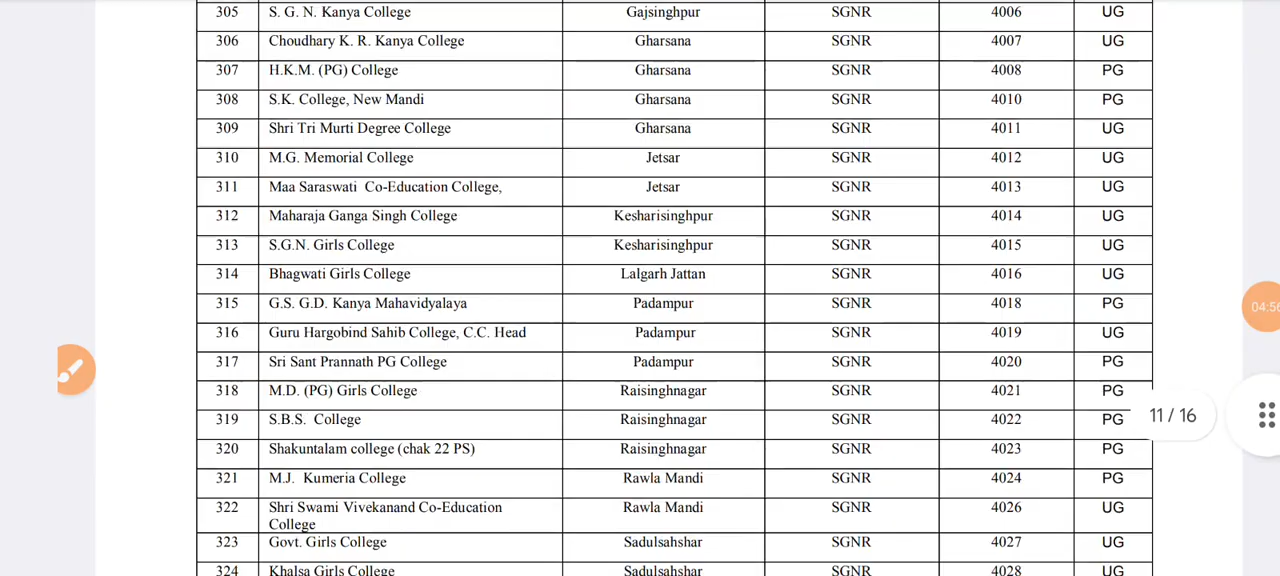 305 S. G. N. Kanya College Gajsinghpur SGNR 4006 UG
306 Choudhary K. R. Kanya College Gharsana SGNR 4007 UG
307 H.K.M. (PG) College Gharsana SGNR 4008 PG
308 S.K. College, New Mandi Gharsana SGNR 4010 PG
309 Shri Tri Murti Degree College Gharsana SGNR 4011 UG
310 M.G. Memorial College Jetsar SGNR 4012 UG
311 Maa Saraswati Co-Education College, Jetsar SGNR 4013 UG
312 Maharaja Ganga Singh College Kesharisinghpur SGNR 4014 UG
313 S.G.N. Girls College Kesharisinghpur SGNR 4015 UG
314 Bhagwati Girls College Lalgarh Jattan SGNR 4016 UG
315 G.S. G.D. Kanya Mahavidyalaya Padampur SGNR 4018 PG
316 Guru Hargobind Sahib College, C.C. Head Padampur SGNR 4019 UG
317 Sri Sant Prannath PG College Padampur SGNR 4020 PG
318 M.D. (PG) Girls College Raisinghnagar SGNR 4021 PG
319 S.B.S. College Raisinghnagar SGNR 4022 PG
320 Shakuntalam college (chak 22 PS) Raisinghnagar SGNR 4023 PG
321 M.J. Kumeria College Rawla Mandi SGNR 4024 PG
322 Shri Swami Vivekanand Co-Education Rawla Mandi SGNR 4026 UG
College
323 Govt. Girls College Sadulsahshar SGNR 4027 UG
324 Khalsa Girls College Sadulsahshar SGNR 4028 UG
04:56
11 / 16